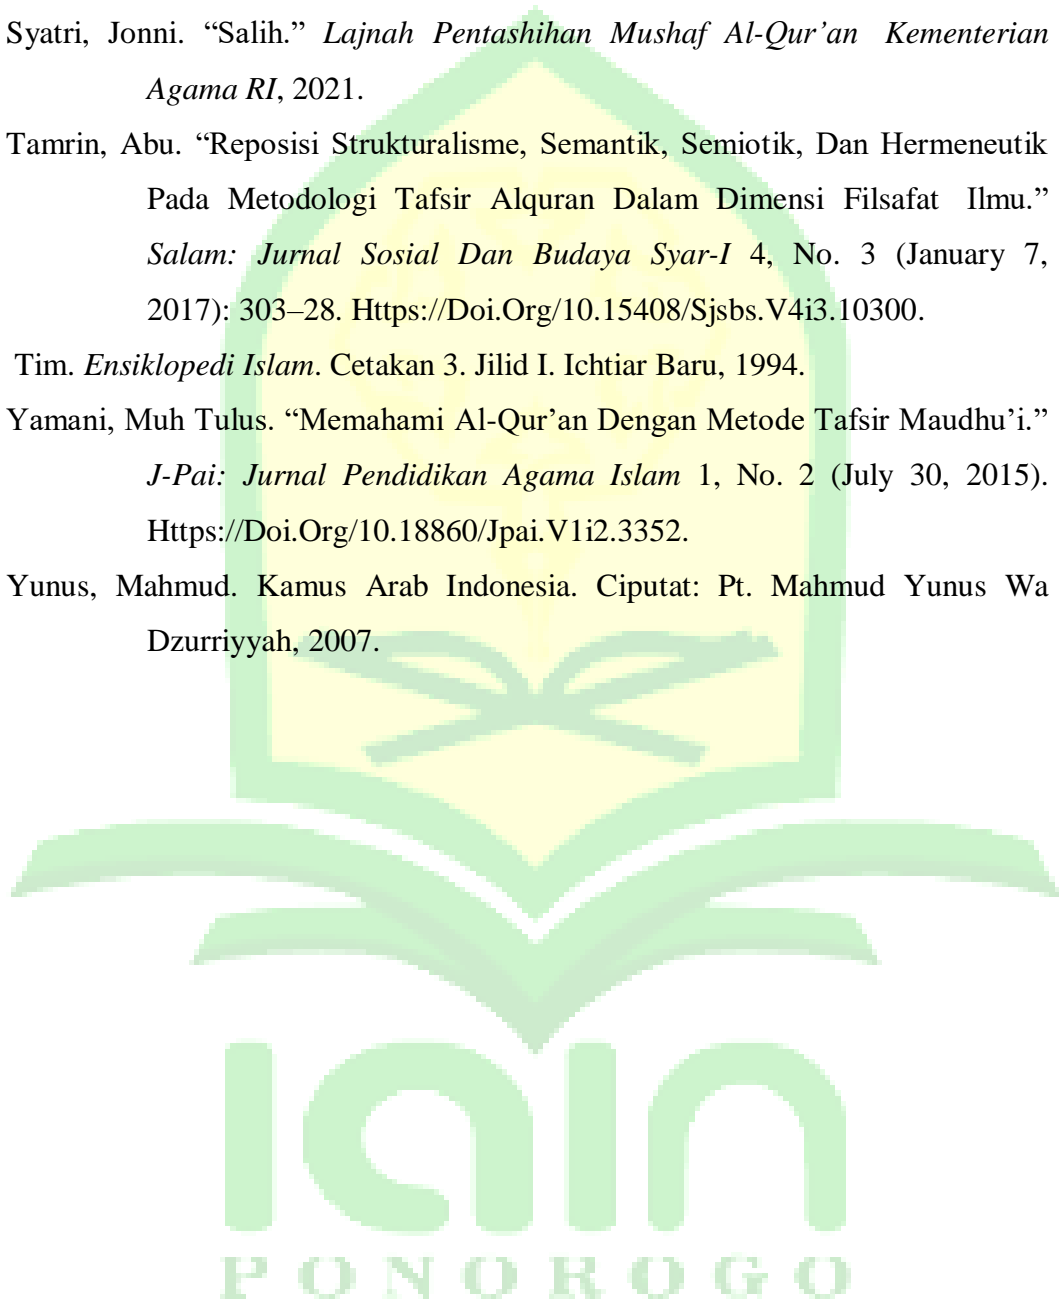 Syatri, Jonni. “Salih.” Lajnah Pentashihan Mushaf Al-Qur’an Kementerian
Agama RI, 2021.
Tamrin, Abu. “Reposisi Strukturalisme, Semantik, Semiotik, Dan Hermeneutik
Pada Metodologi Tafsir Alquran Dalam Dimensi Filsafat Ilmu.”
Salam: Jurnal Sosial Dan Budaya Syar-I 4, No. 3 (January 7,
2017): 303–28. Https://Doi.Org/10.15408/Sjsbs.V4i3.10300.
Tim. Ensiklopedi Islam. Cetakan 3. Jilid I. Ichtiar Baru, 1994.
Yamani, Muh Tulus. “Memahami Al-Qur’an Dengan Metode Tafsir Maudhu’i.”
J-Pai: Jurnal Pendidikan Agama Islam 1, No. 2 (July 30, 2015).
Https://Doi.Org/10.18860/Jpai.V1i2.3352.
Yunus, Mahmud. Kamus Arab Indonesia. Ciputat: Pt. Mahmud Yunus Wa
Dzurriyyah, 2007.
iain
PONOROGO